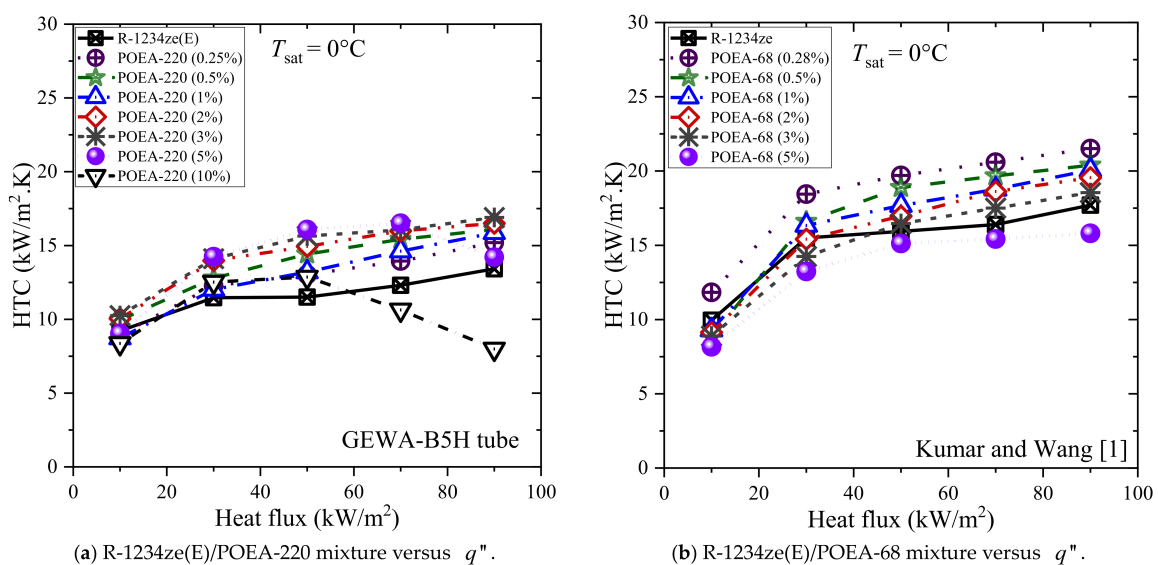 30
25
20
15
10
5
0
HTC (kW/m².K)
R-1234ze(E)
POEA-220 (0.25%)
POEA-220 (0.5%)
POEA-220 (1%)
POEA-220 (2%)
POEA-220 (3%)
POEA-220 (5%)
POEA-220 (10%)
Tsat = 0°C
GEWA-B5H tube
0 20 40 60 80 100
Heat flux (kW/m²)
(a) R-1234ze(E)/POEA-220 mixture versus q".
30
25
20
15
10
5
0
HTC (kW/m².K)
R-1234ze
POEA-68 (0.28%)
POEA-68 (0.5%)
POEA-68 (1%)
POEA-68 (2%)
POEA-68 (3%)
POEA-68 (5%)
Tsat = 0°C
Kumar and Wang [1]
0 20 40 60 80 100
Heat flux (kW/m²)
(b) R-1234ze(E)/POEA-68 mixture versus q".